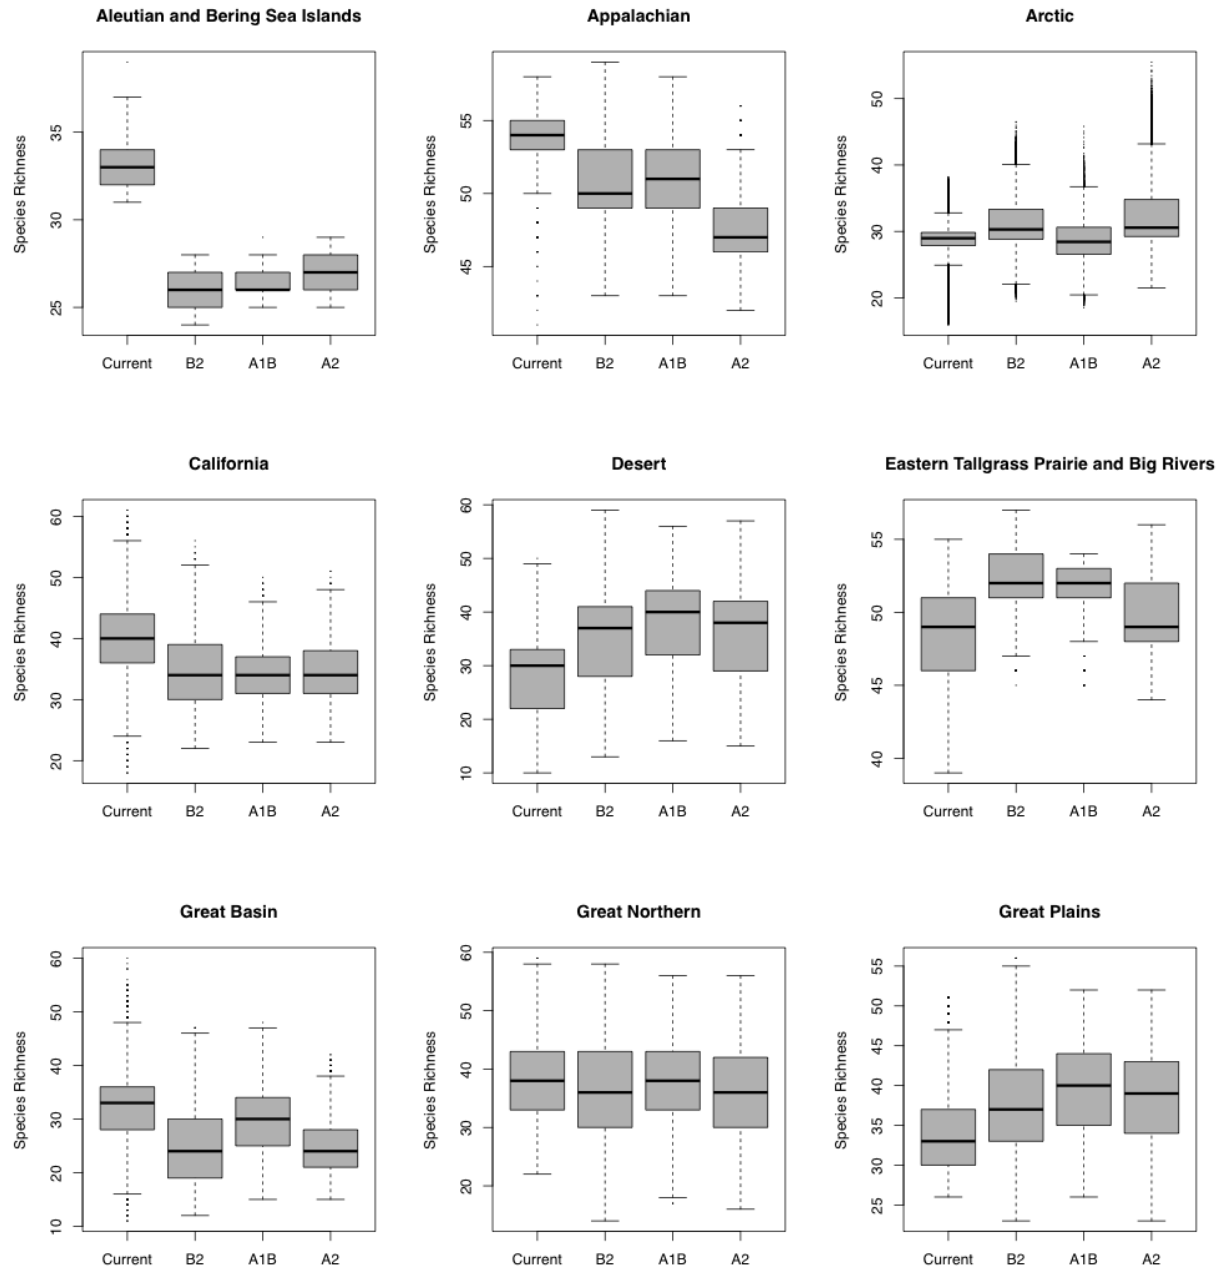 Aleutian and Bering Sea Islands
Species Richness
35
30
25
Current B2 A1B A2
Appalachian
Species Richness
55
50
45
Current B2 A1B A2
Arctic
Species Richness
50
40
30
20
Current B2 A1B A2
California
Species Richness
60
50
40
30
20
Current B2 A1B A2
Desert
Species Richness
60
50
40
30
20
10
Current B2 A1B A2
Eastern Tallgrass Prairie and Big Rivers
Species Richness
55
50
45
40
Current B2 A1B A2
Great Basin
Species Richness
60
50
40
30
20
10
Current B2 A1B A2
Great Northern
Species Richness
60
50
40
30
20
Current B2 A1B A2
Great Plains
Species Richness
55
50
45
40
35
30
25
Current B2 A1B A2